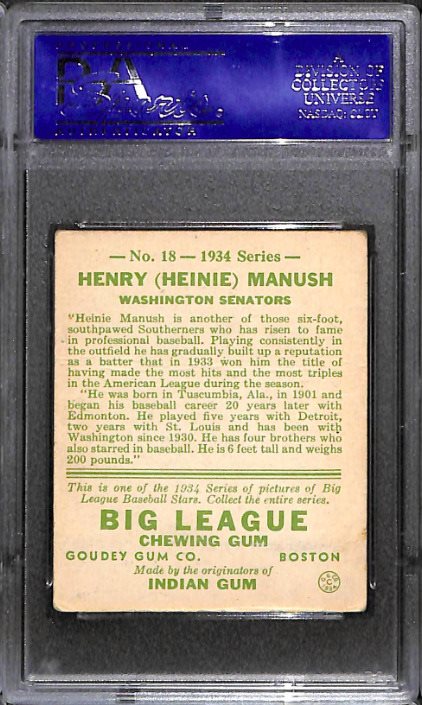 PSA
A
DIVISION OF
COLLECTORS
UNIVERSE
NASDAQ: CLCT
— No. 18 — 1934 Series —
HENRY (HEINIE) MANUSH
WASHINGTON SENATORS
"Heinie Manush is another of those six-foot,
southpawed Southerners who has risen to fame
in professional baseball. Playing consistently in
the outfield he has gradually built up a reputation
as a batter that in 1933 won him the title of
having made the most hits and the most triples
in the American League during the season.
"He was born in Tuscumbia, Ala., in 1901 and
began his baseball career 20 years later with
Edmonton. He played five years with Detroit,
two years with St. Louis and has been with
Washington since 1930. He has four brothers who
also starred in baseball. He is 6 feet tall and weighs
200 pounds."
This is one of the 1934 Series of pictures of Big
League Baseball Stars. Collect the entire series.
BIG LEAGUE
CHEWING GUM
GOUDEY GUM CO. BOSTON
Made by the originators of
INDIAN GUM